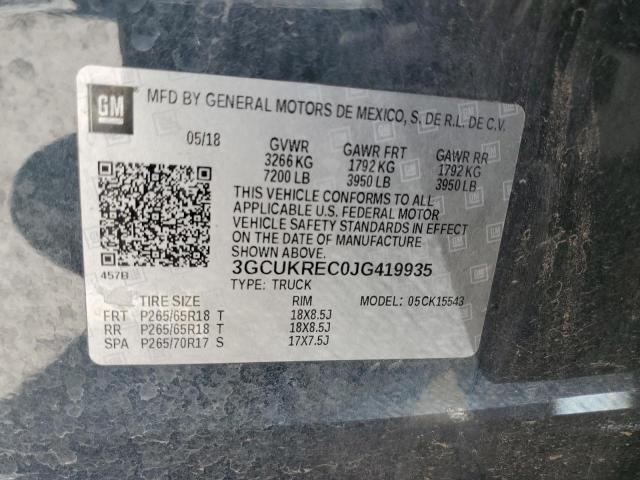 GM
MFD BY GENERAL MOTORS DE MEXICO, S. DE R.L. DE C.V.
05/18 GVWR GAWR FRT GAWR RR
3266 KG 1792 KG 1792 KG
7200 LB 3950 LB 3950 LB
THIS VEHICLE CONFORMS TO ALL
APPLICABLE U.S. FEDERAL MOTOR
VEHICLE SAFETY STANDARDS IN EFFECT
ON THE DATE OF MANUFACTURE
SHOWN ABOVE.
457B
3GCUKREC0JG419935
TYPE: TRUCK
TIRE SIZE RIM MODEL: 05CK15543
FRT P265/65R18 T 18X8.5J
RR P265/65R18 T 18X8.5J
SPA P265/70R17 S 17X7.5J